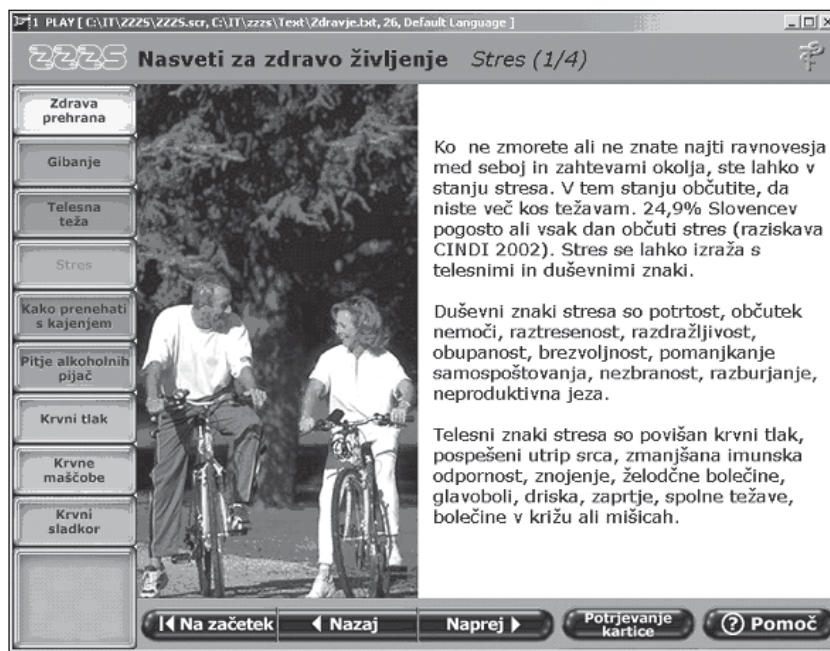 1 PLAY [ C:\IT\ZZZS\ZZZS.scr, C:\IT\zzzs\Text\Zdravje.txt, 26, Default Language ]
ZZZS Nasveti za zdravo življenje Stres (1/4)
Zdrava
prehrana
Gibanje
Telesna
teža
Stres
Kako prenehati
s kajenjem
Pitje alkoholnih
pijač
Krvni tlak
Krvne
maščobe
Krvni
sladkor
Ko ne zmorete ali ne znate najti ravnovesja
med seboj in zahtevami okolja, ste lahko v
stanju stresa. V tem stanju občutite, da
niste več kos težavam. 24,9% Slovencev
pogosto ali vsak dan občuti stres (raziskava
CINDI 2002). Stres se lahko izraža s
telesnimi in duševnimi znaki.
Duševni znaki stresa so potrtost, občutek
nemoči, raztresenost, razdražljivost,
obupanost, brezvoljnost, pomanjkanje
samospoštovanja, nezbranost, razburjanje,
neproduktivna jeza.
Telesni znaki stresa so povišan krvni tlak,
pospešeni utrip srca, zmanjšana imunska
odpornost, znojenje, želodčne bolečine,
glavoboli, driska, zaprtje, spolne težave,
bolečine v križu ali mišicah.
Na začetek Nazaj Naprej
Potrjevanje
kartice
? Pomoč